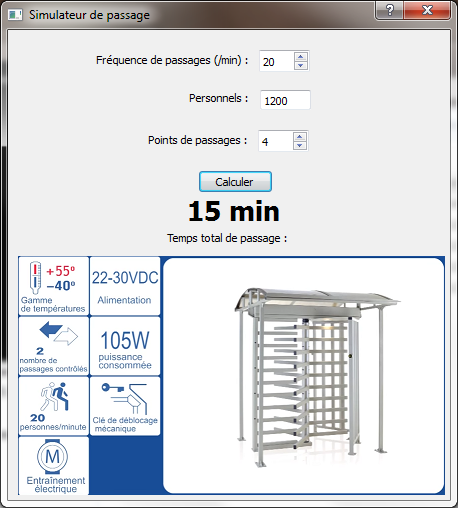 Simulateur de passage
Fréquence de passages (/min) :
20
Personnels :
1200
Points de passages :
4
Calculer
15 min
Temps total de passage :
+55°
−40°
Gamme
de températures
22-30VDC
Alimentation
2
nombre de
passages contrôlés
105W
puissance
consommée
20
personnes/minute
Clé de déblocage
mécanique
M
Entraînement
électrique